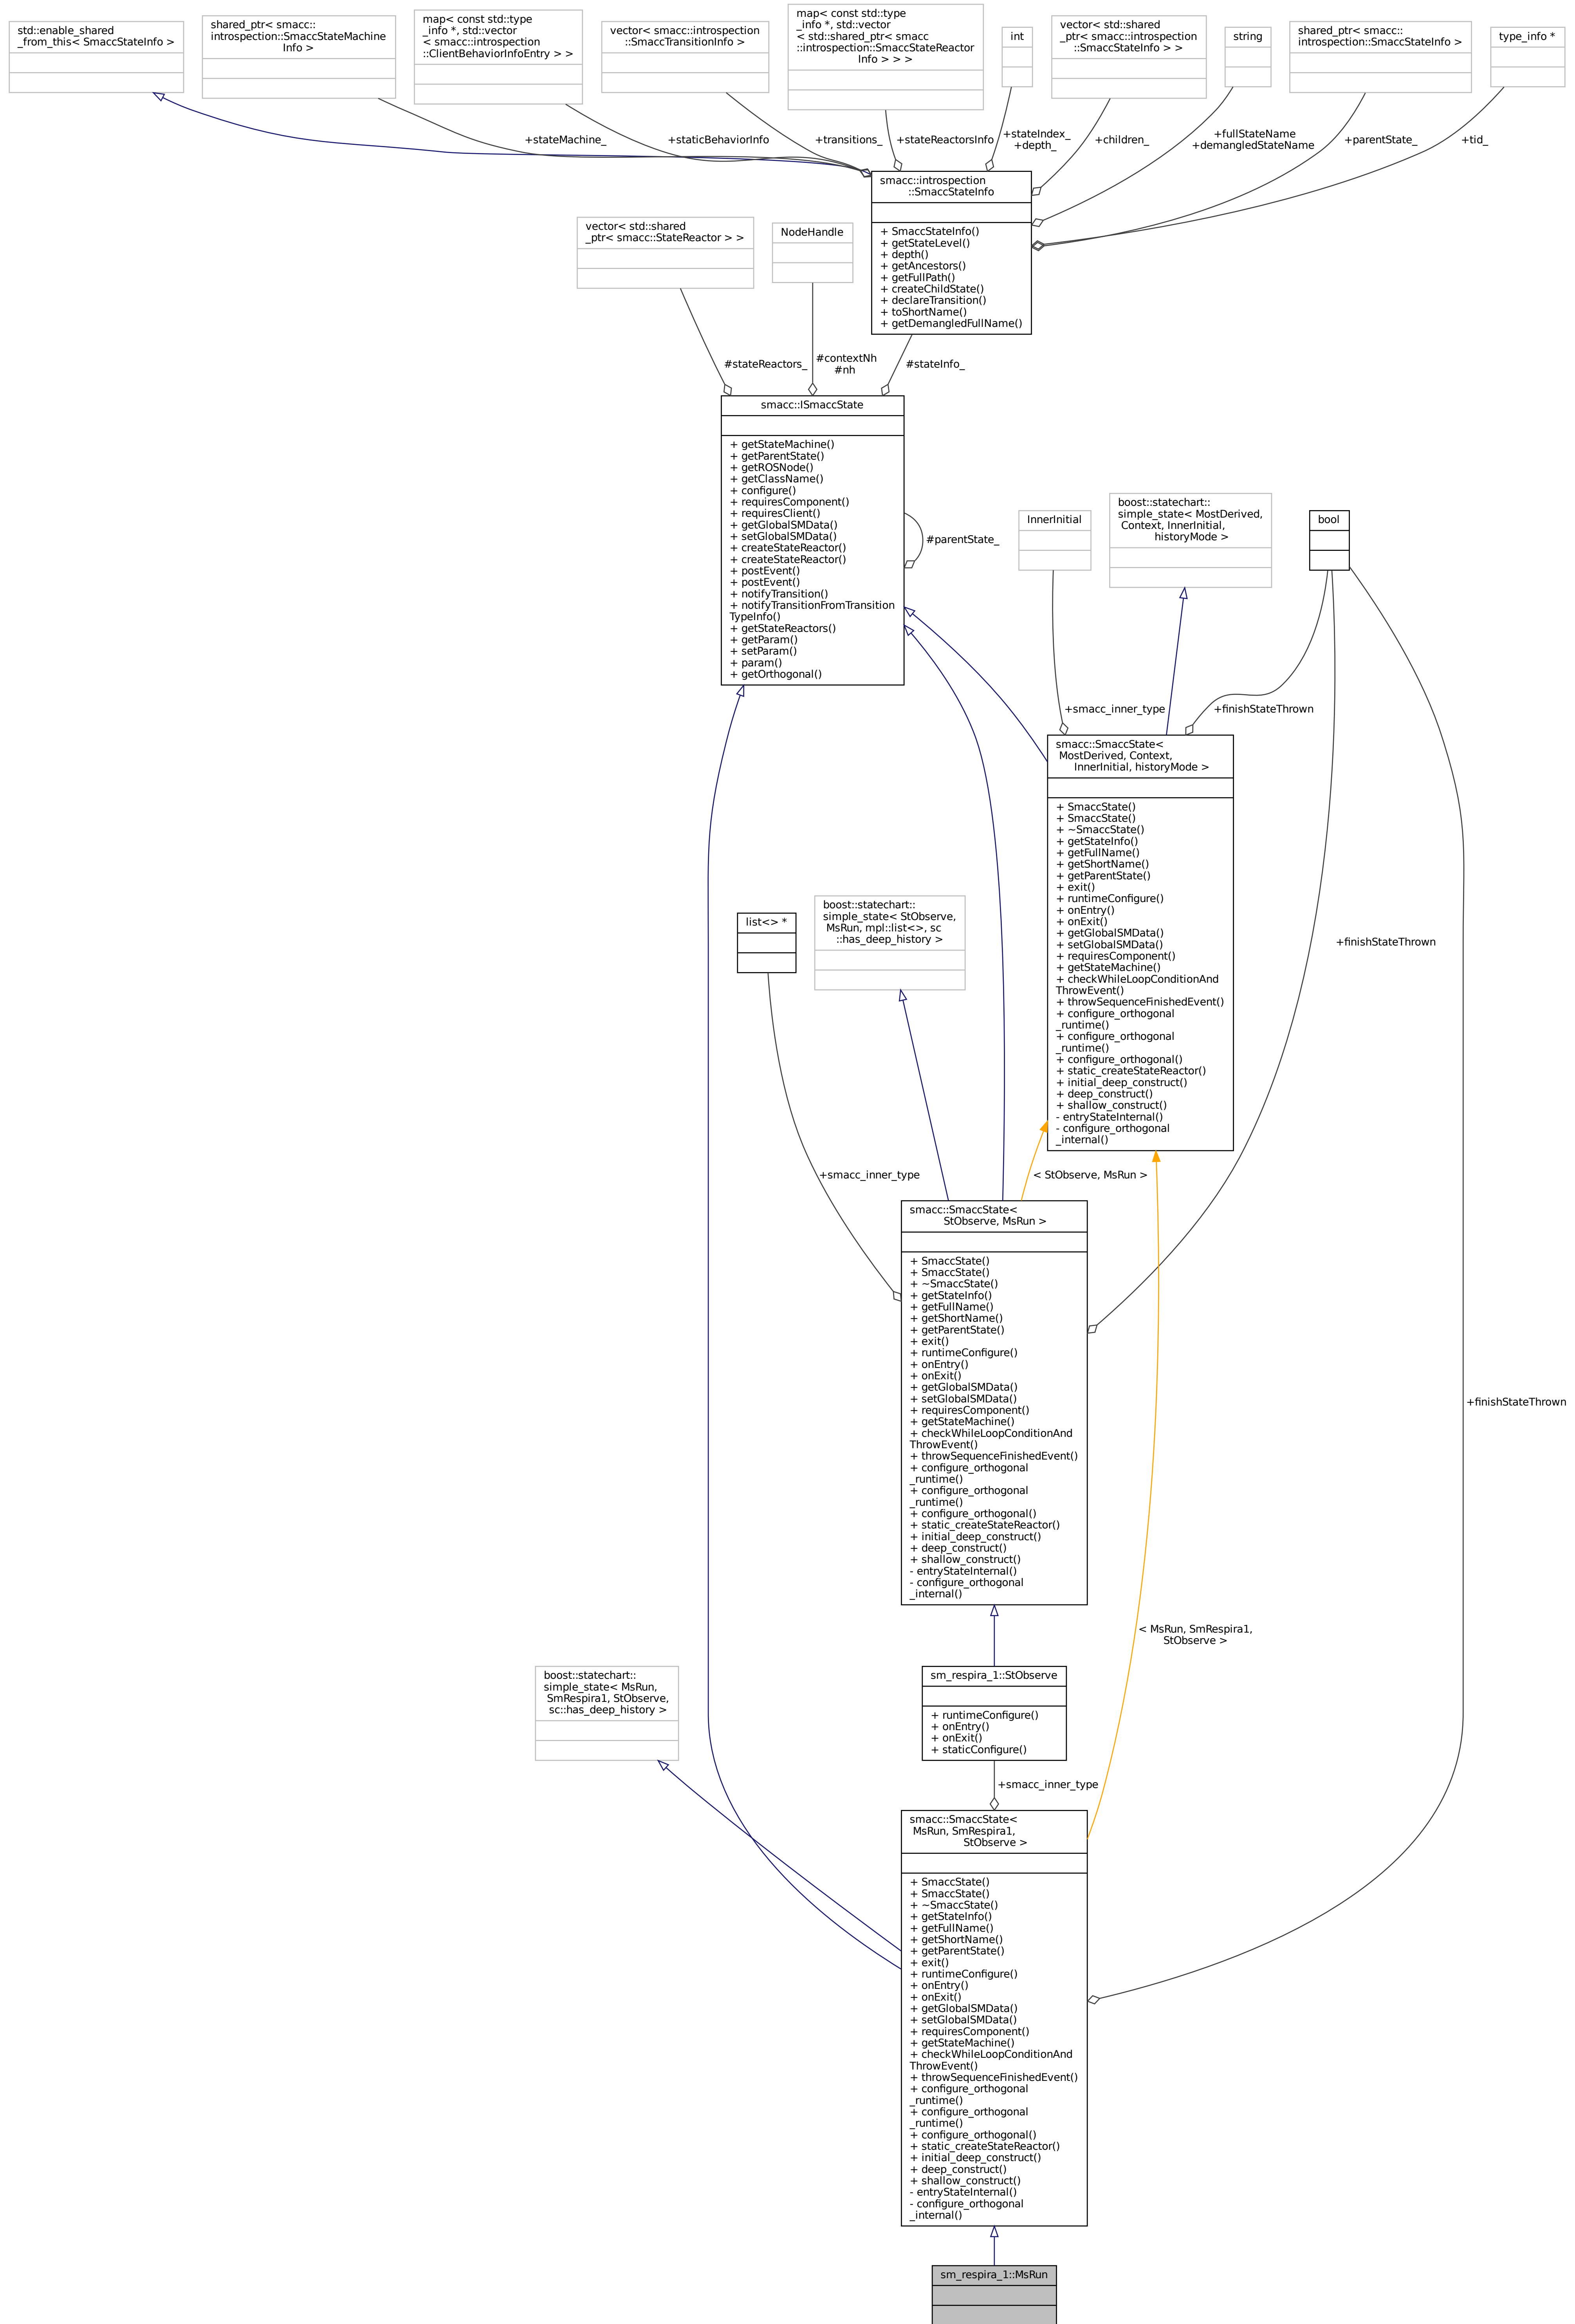 std::enable_shared
_from_this< SmaccStateInfo >
shared_ptr< smacc::
introspection::SmaccStateMachine
Info >
map< const std::type
_info *, std::vector
< smacc::introspection
::ClientBehaviorInfoEntry > >
vector< smacc::introspection
::SmaccTransitionInfo >
map< const std::type
_info *, std::vector
< std::shared_ptr< smacc
::introspection::SmaccStateReactor
Info > > >
int
vector< std::shared
_ptr< smacc::introspection
::SmaccStateInfo > >
string
shared_ptr< smacc::
introspection::SmaccStateInfo >
type_info *
+stateMachine_
+staticBehaviorInfo
+transitions_
+stateReactorsInfo
+stateIndex_
+depth_
+children_
+fullStateName
+demangledStateName
+parentState_
+tid_
smacc::introspection
::SmaccStateInfo
+ SmaccStateInfo()
+ getStateLevel()
+ depth()
+ getAncestors()
+ getFullPath()
+ createChildState()
+ declareTransition()
+ toShortName()
+ getDemangledFullName()
vector< std::shared
_ptr< smacc::StateReactor > >
NodeHandle
#stateReactors_
#contextNh
#nh
#stateInfo_
smacc::ISmaccState
+ getStateMachine()
+ getParentState()
+ getROSNode()
+ getClassName()
+ configure()
+ requiresComponent()
+ requiresClient()
+ getGlobalSMData()
+ setGlobalSMData()
+ createStateReactor()
+ createStateReactor()
+ postEvent()
+ postEvent()
+ notifyTransition()
+ notifyTransitionFromTransition
TypeInfo()
+ getStateReactors()
+ getParam()
+ setParam()
+ param()
+ getOrthogonal()
#parentState_
InnerInitial
boost::statechart::
simple_state< MostDerived,
Context, InnerInitial,
historyMode >
bool
+smacc_inner_type
+finishStateThrown
smacc::SmaccState<
MostDerived, Context,
InnerInitial, historyMode >
+ SmaccState()
+ SmaccState()
+ ~SmaccState()
+ getStateInfo()
+ getFullName()
+ getShortName()
+ getParentState()
+ exit()
+ runtimeConfigure()
+ onEntry()
+ onExit()
+ getGlobalSMData()
+ setGlobalSMData()
+ requiresComponent()
+ getStateMachine()
+ checkWhileLoopConditionAnd
ThrowEvent()
+ throwSequenceFinishedEvent()
+ configure_orthogonal
_runtime()
+ configure_orthogonal
_runtime()
+ configure_orthogonal()
+ static_createStateReactor()
+ initial_deep_construct()
+ deep_construct()
+ shallow_construct()
- entryStateInternal()
- configure_orthogonal
_internal()
list<> *
boost::statechart::
simple_state< StObserve,
MsRun, mpl::list<>, sc
::has_deep_history >
+finishStateThrown
+smacc_inner_type
< StObserve, MsRun >
smacc::SmaccState<
StObserve, MsRun >
+ SmaccState()
+ SmaccState()
+ ~SmaccState()
+ getStateInfo()
+ getFullName()
+ getShortName()
+ getParentState()
+ exit()
+ runtimeConfigure()
+ onEntry()
+ onExit()
+ getGlobalSMData()
+ setGlobalSMData()
+ requiresComponent()
+ getStateMachine()
+ checkWhileLoopConditionAnd
ThrowEvent()
+ throwSequenceFinishedEvent()
+ configure_orthogonal
_runtime()
+ configure_orthogonal
_runtime()
+ configure_orthogonal()
+ static_createStateReactor()
+ initial_deep_construct()
+ deep_construct()
+ shallow_construct()
- entryStateInternal()
- configure_orthogonal
_internal()
+finishStateThrown
< MsRun, SmRespira1,
StObserve >
boost::statechart::
simple_state< MsRun,
SmRespira1, StObserve,
sc::has_deep_history >
sm_respira_1::StObserve
+ runtimeConfigure()
+ onEntry()
+ onExit()
+ staticConfigure()
+smacc_inner_type
smacc::SmaccState<
MsRun, SmRespira1,
StObserve >
+ SmaccState()
+ SmaccState()
+ ~SmaccState()
+ getStateInfo()
+ getFullName()
+ getShortName()
+ getParentState()
+ exit()
+ runtimeConfigure()
+ onEntry()
+ onExit()
+ getGlobalSMData()
+ setGlobalSMData()
+ requiresComponent()
+ getStateMachine()
+ checkWhileLoopConditionAnd
ThrowEvent()
+ throwSequenceFinishedEvent()
+ configure_orthogonal
_runtime()
+ configure_orthogonal
_runtime()
+ configure_orthogonal()
+ static_createStateReactor()
+ initial_deep_construct()
+ deep_construct()
+ shallow_construct()
- entryStateInternal()
- configure_orthogonal
_internal()
sm_respira_1::MsRun